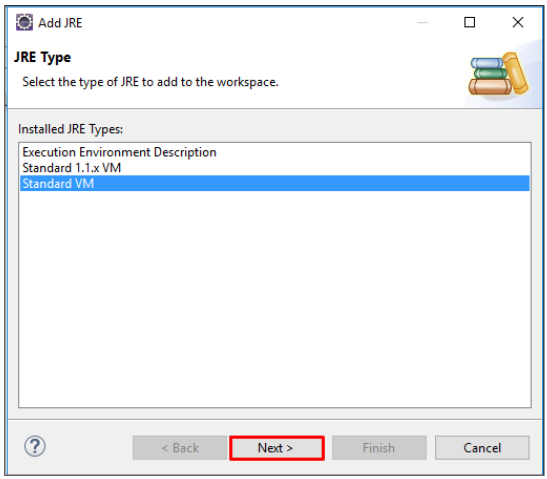 Add JRE
JRE Type
Select the type of JRE to add to the workspace.
Installed JRE Types:
Execution Environment Description
Standard 1.1.x VM
Standard VM
?
< Back
Next >
Finish
Cancel